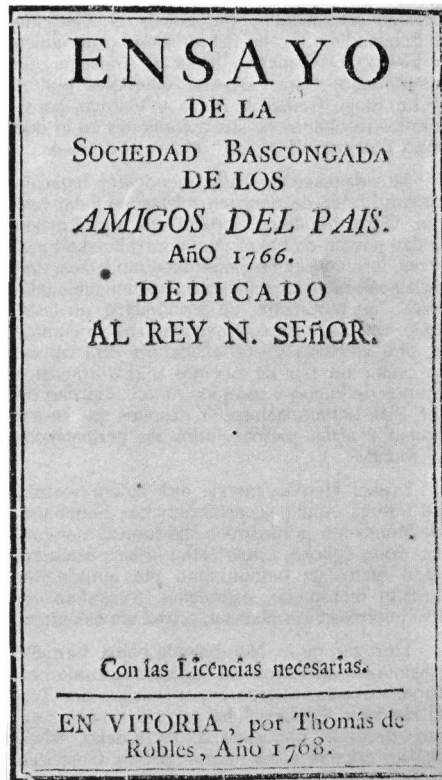 ENSAYO
DE LA
SOCIEDAD BASCONGADA
DE LOS
AMIGOS DEL PAIS.
AñO 1766.
DEDICADO
AL REY N. SEñOR.
Con las Licencias necesarias.
EN VITORIA, por Thomás de
Robles, Año 1768.